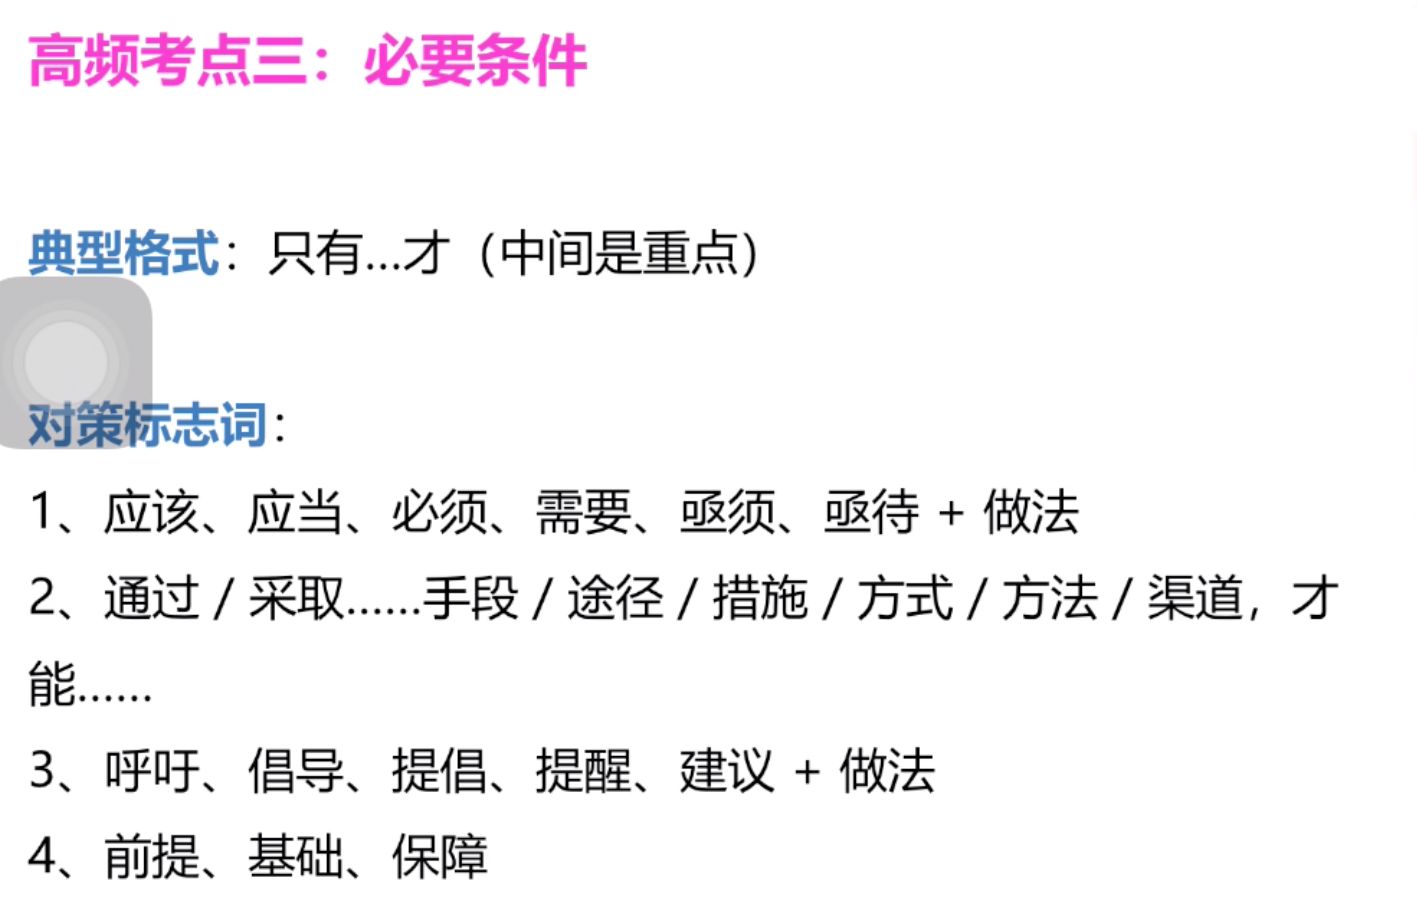 高频考点三：必要条件
典型格式：只有...才（中间是重点）
对策标志词：
1、应该、应当、必须、需要、亟须、亟待 + 做法
2、通过 / 采取......手段 / 途径 / 措施 / 方式 / 方法 / 渠道，才
能......
3、呼吁、倡导、提倡、提醒、建议 + 做法
4、前提、基础、保障